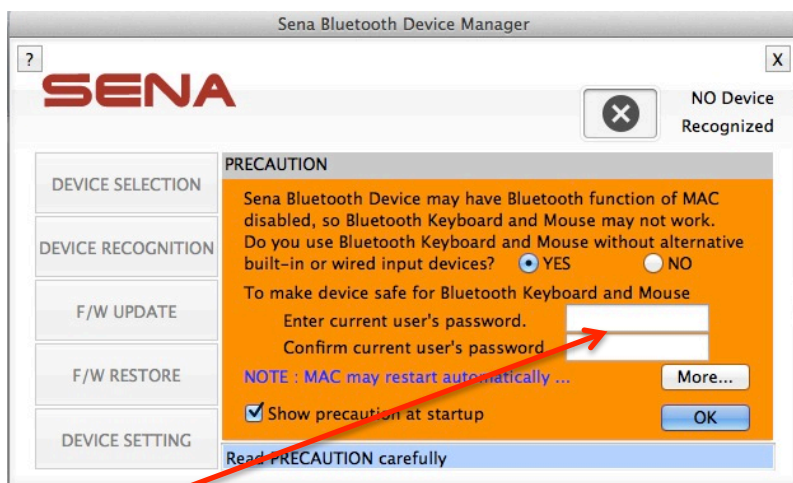 Sena Bluetooth Device Manager
?
X
SENA
NO Device
Recognized
DEVICE SELECTION
DEVICE RECOGNITION
F/W UPDATE
F/W RESTORE
DEVICE SETTING
PRECAUTION
Sena Bluetooth Device may have Bluetooth function of MAC
disabled, so Bluetooth Keyboard and Mouse may not work.
Do you use Bluetooth Keyboard and Mouse without alternative
built-in or wired input devices? YES NO
To make device safe for Bluetooth Keyboard and Mouse
Enter current user's password.
Confirm current user's password
NOTE : MAC may restart automatically ...
More...
Show precaution at startup
OK
Read PRECAUTION carefully